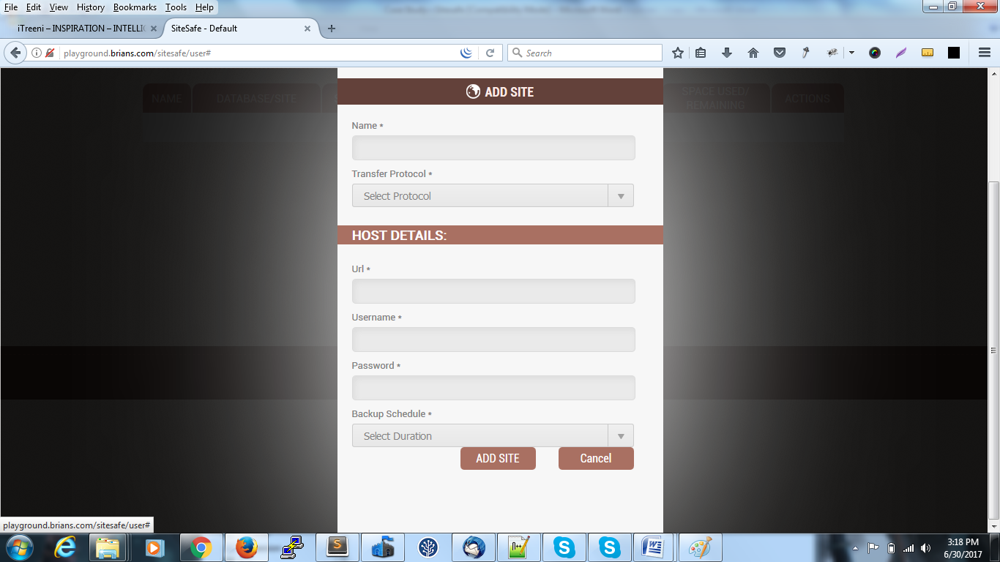 File Edit View History Bookmarks Tools Help
iTreeni – INSPIRATION – INTELLI
SiteSafe - Default
playground.brians.com/sitesafe/user#
Search
NAME
DATABASE/SITE
SPACE USED/
REMAINING
ACTIONS
ADD SITE
Name *
Transfer Protocol *
Select Protocol
HOST DETAILS:
Url *
Username *
Password *
Backup Schedule *
Select Duration
ADD SITE
Cancel
playground.brians.com/sitesafe/user#
3:18 PM
6/30/2017